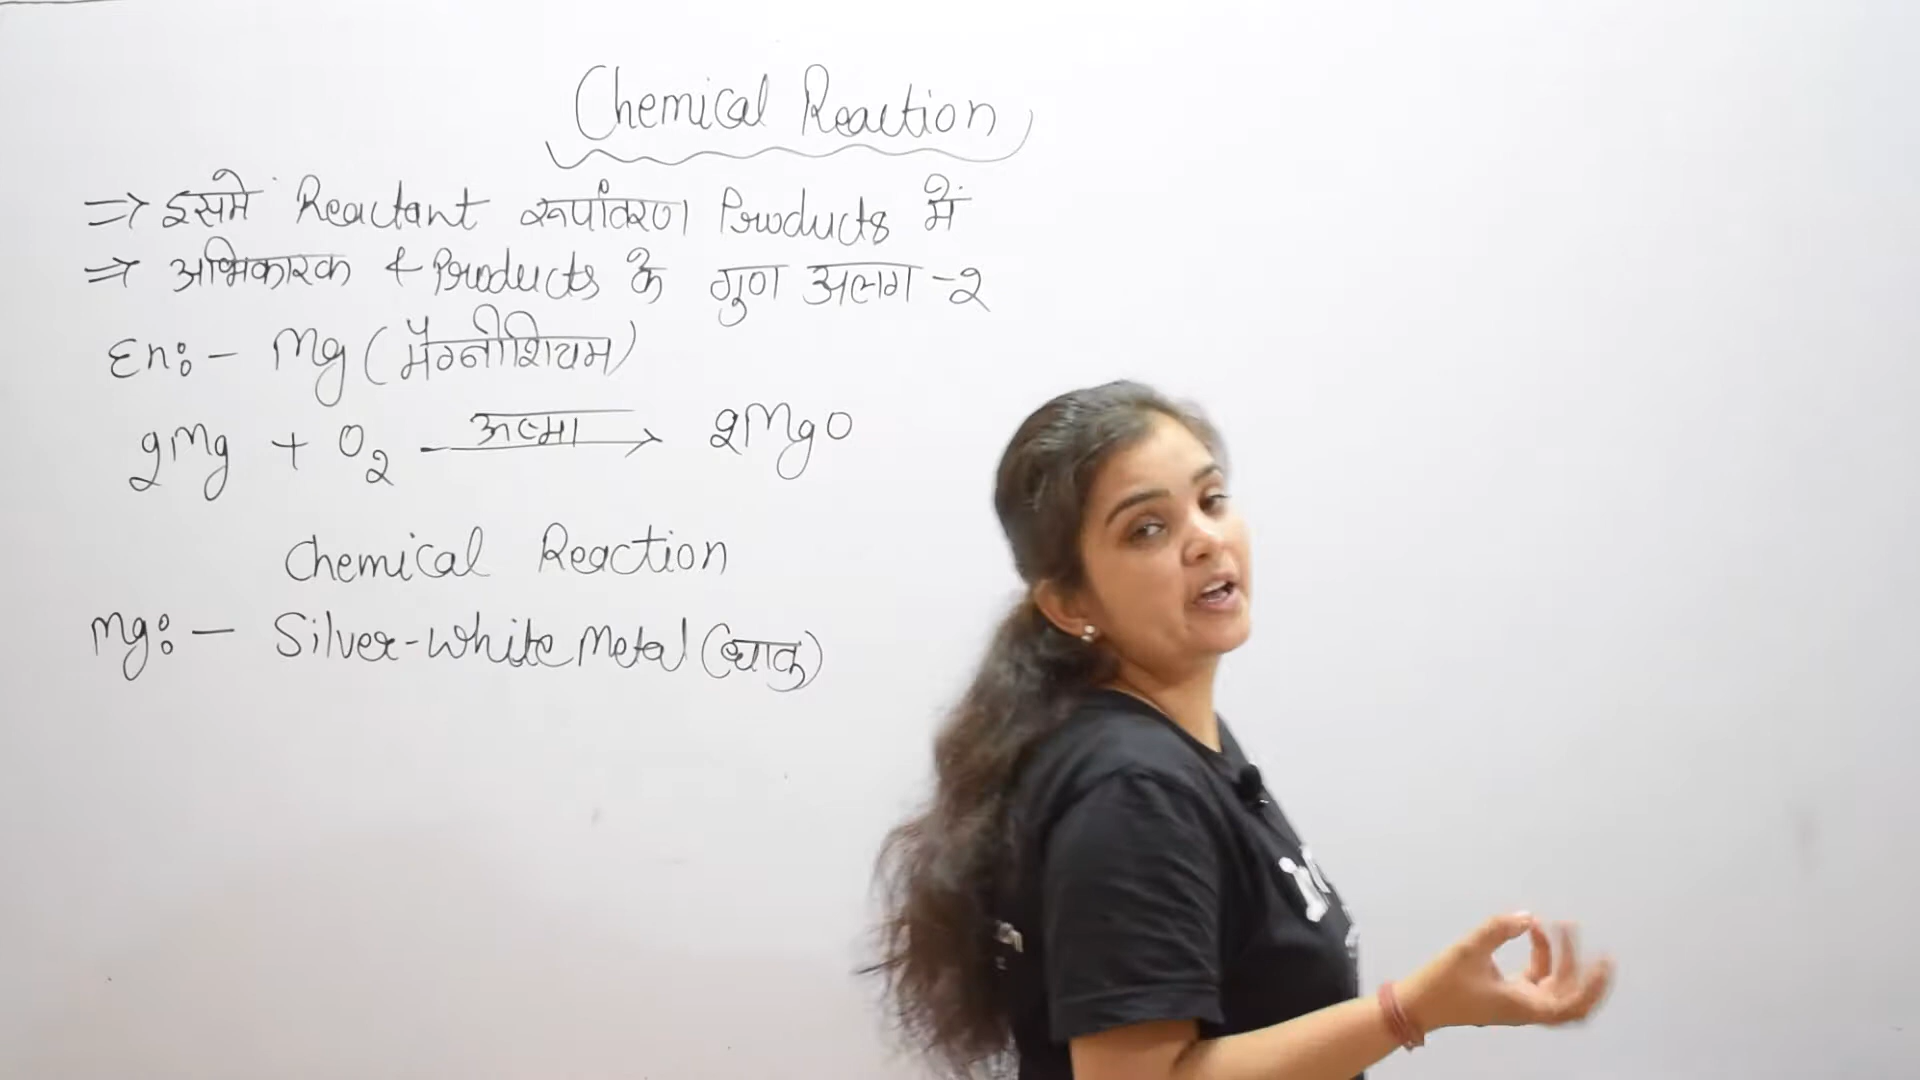 Chemical Reaction
⇒ इसमे Reactant रूपांतरण Products में
⇒ अभिकारक & Products के गुण अलग-२
Ex:- Mg (मैग्नीशियम)
2Mg + O₂ ऊष्मा → 2MgO
Chemical Reaction
Mg:- Silver-White Metal (धातु)